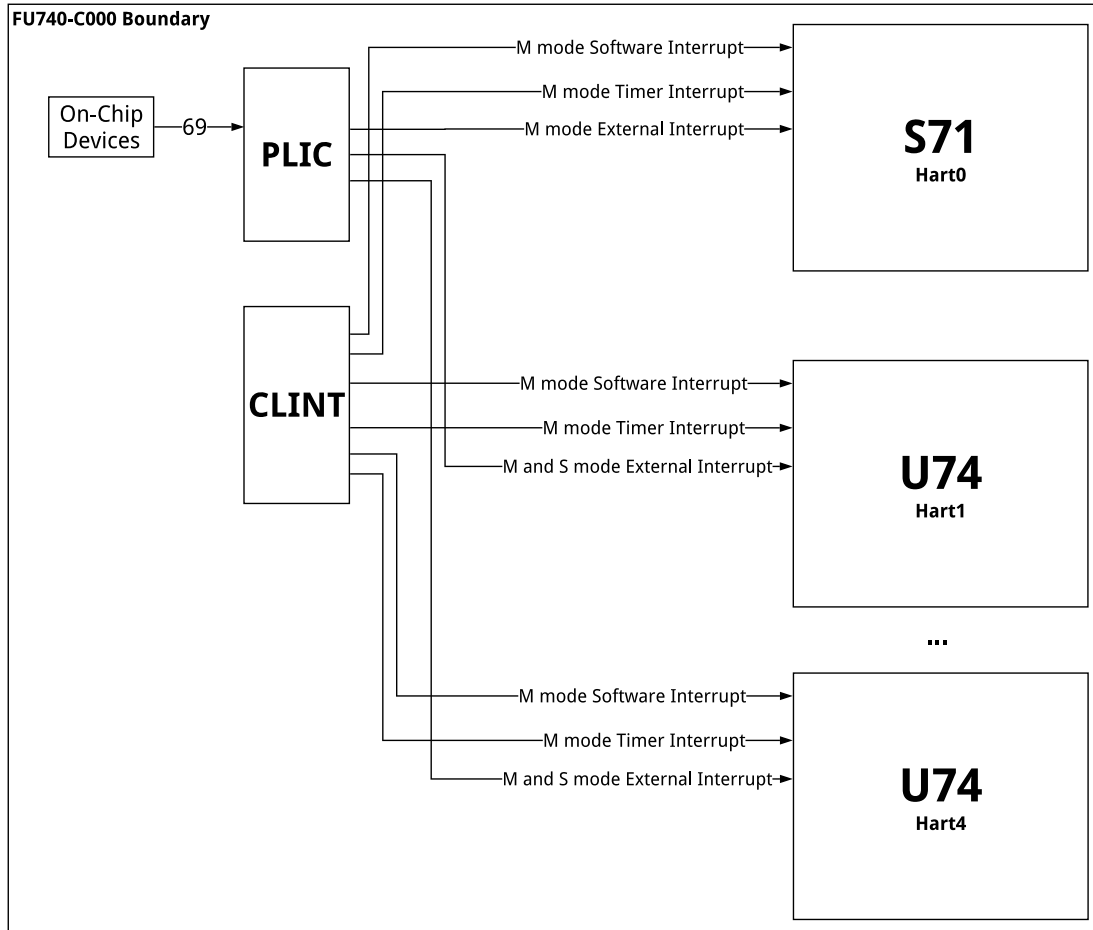 FU740-C000 Boundary
On-Chip
Devices
69
PLIC
CLINT
M mode Software Interrupt
M mode Timer Interrupt
M mode External Interrupt
S71
Hart0
M mode Software Interrupt
M mode Timer Interrupt
M and S mode External Interrupt
U74
Hart1
...
M mode Software Interrupt
M mode Timer Interrupt
M and S mode External Interrupt
U74
Hart4